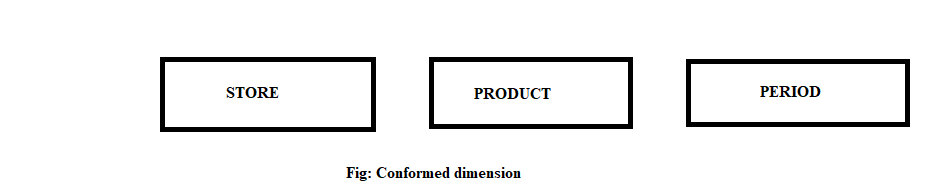 STORE PRODUCT PERIOD
Fig: Conformed dimension